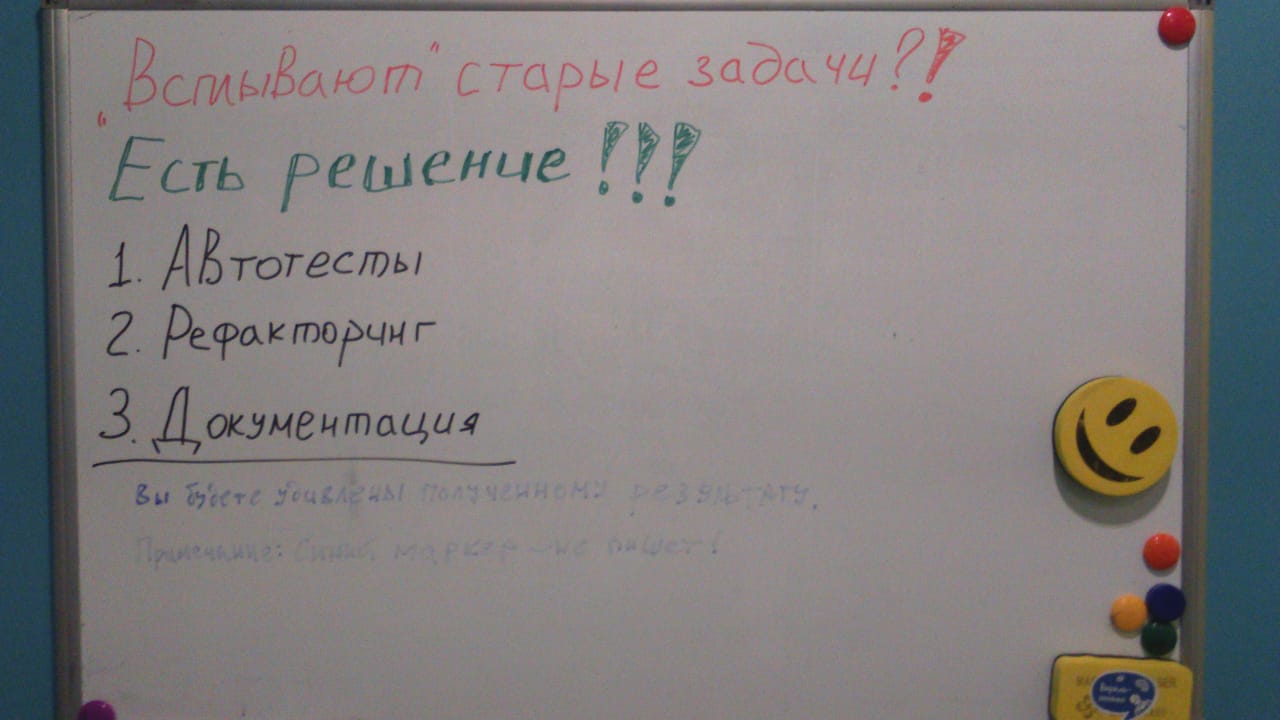 „Всплывают" старые задачи?!
Есть решение!!!
1. Автотесты
2. Рефакторинг
3. Документация
Вы будете удивлены полученному результату.
Примечание: Синий маркер - не пишет!